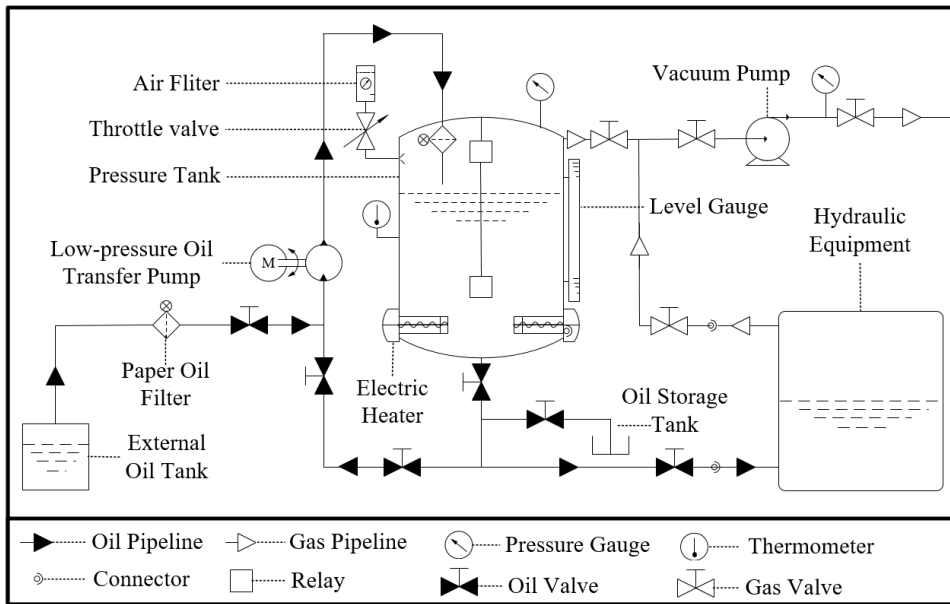 Air Fliter
Throttle valve
Pressure Tank
Low-pressure Oil
Transfer Pump
M
Paper Oil
Filter
External
Oil Tank
Electric
Heater
Vacuum Pump
Level Gauge
Hydraulic
Equipment
Oil Storage
Tank
Oil Pipeline
Gas Pipeline
Pressure Gauge
Thermometer
Connector
Relay
Oil Valve
Gas Valve